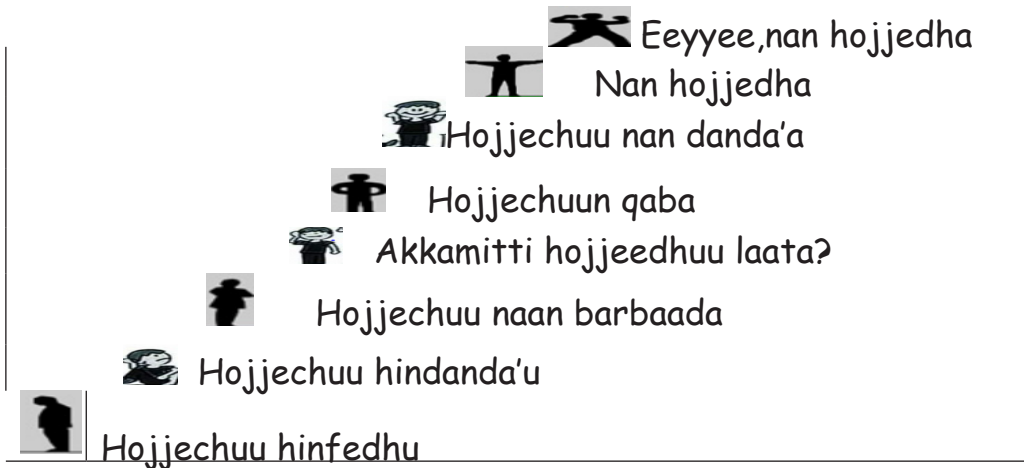 Eeyyee,nan hojjedha
Nan hojjedha
Hojjechuu nan danda’a
Hojjechuun qaba
Akkamitti hojjeedhuu laata?
Hojjechuu naan barbaada
Hojjechuu hindanda’u
Hojjechuu hinfedhu